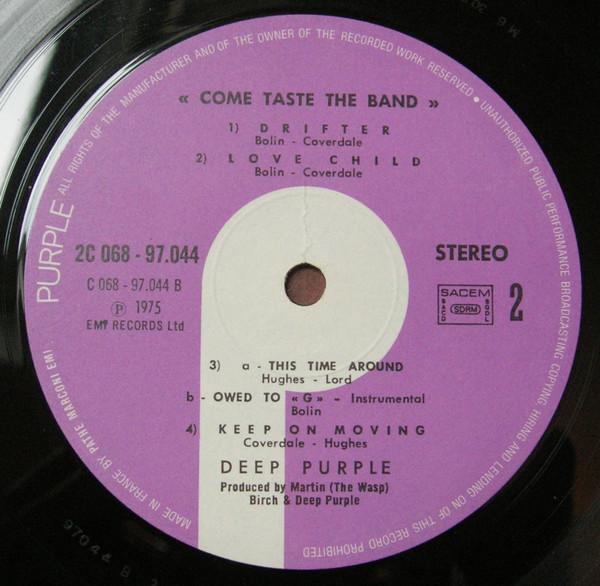 PURPLE ALL RIGHTS OF THE MANUFACTURER AND OF THE OWNER OF THE RECORDED WORK RESERVED • UNAUTHORIZED PUBLIC PERFORMANCE BROADCASTING COPYING HIRING AND LENDING ON OF THIS RECORD PROHIBITED
« COME TASTE THE BAND »
1) DRIFTER
Bolin - Coverdale
2) LOVE CHILD
Bolin - Coverdale
2C 068 - 97.044
C 068 - 97.044 B
Ⓟ 1975
EMI RECORDS Ltd
STEREO
SACEM
SACD SDRM SGDL
2
3) a - THIS TIME AROUND
Hughes - Lord
b - OWED TO «G» - Instrumental
Bolin
4) KEEP ON MOVING
Coverdale - Hughes
DEEP PURPLE
Produced by Martin (The Wasp)
Birch & Deep Purple
MADE IN FRANCE BY PATHE MARCONI EMI
97044 B